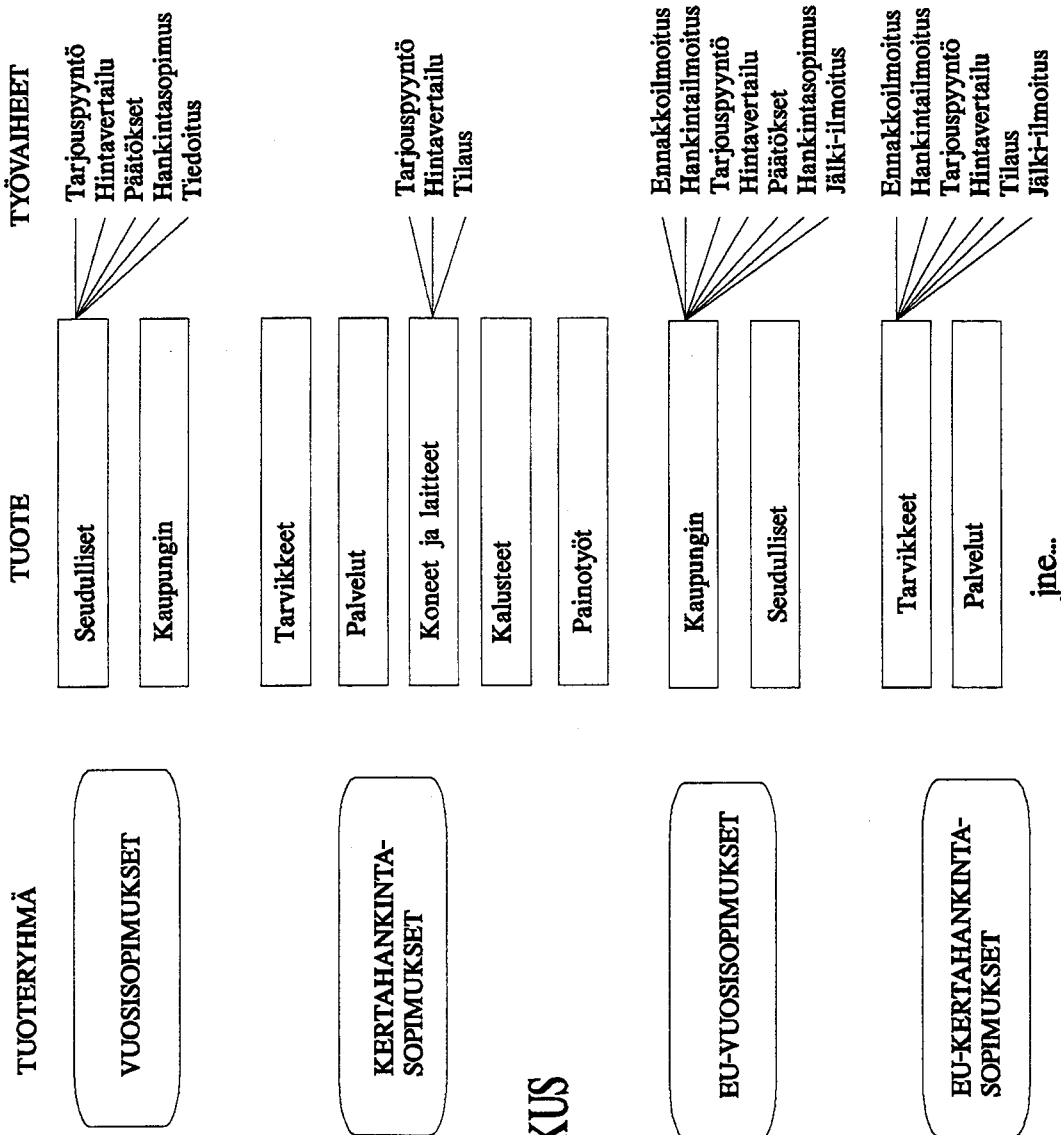 TUOTERYHMÄ
TUOTE
TYÖVAIHEET
VUOSISOPIMUKSET
Seudulliset
Kaupungin
Tarjouspyyntö
Hintavertailu
Päätökset
Hankintasopimus
Tiedoitus
KERTAHANKINTA-
SOPIMUKSET
Tarvikkeet
Palvelut
Koneet ja laitteet
Kalusteet
Painotyöt
Tarjouspyyntö
Hintavertailu
Tilaus
KUS
EU-VUOSISOPIMUKSET
Kaupungin
Seudulliset
Ennakkoilmoitus
Hankintailmoitus
Tarjouspyyntö
Hintavertailu
Päätökset
Hankintasopimus
Jälki-ilmoitus
EU-KERTAHANKINTA-
SOPIMUKSET
Tarvikkeet
Palvelut
Ennakkoilmoitus
Hankintailmoitus
Tarjouspyyntö
Hintavertailu
Tilaus
Jälki-ilmoitus
jne...